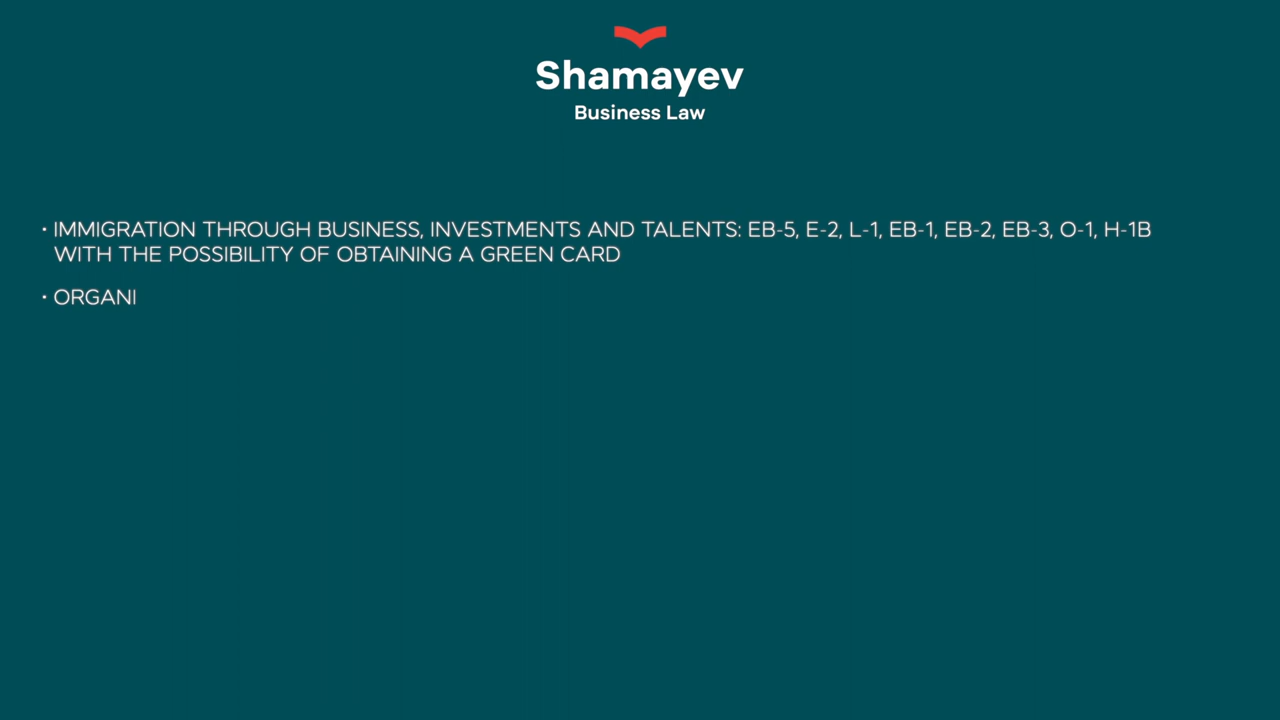 Shamayev
Business Law
· IMMIGRATION THROUGH BUSINESS, INVESTMENTS AND TALENTS: EB-5, E-2, L-1, EB-1, EB-2, EB-3, O-1, H-1B
WITH THE POSSIBILITY OF OBTAINING A GREEN CARD
· ORGANI